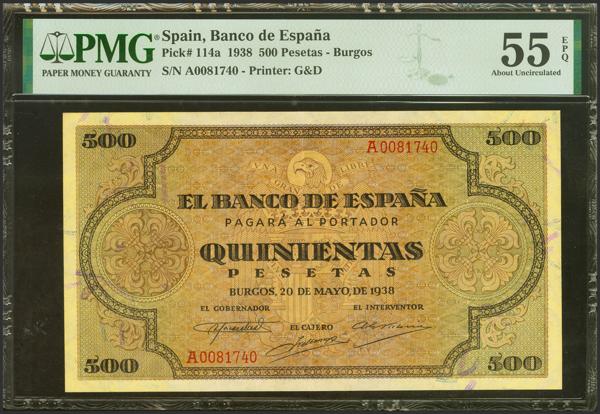 PMG®
PAPER MONEY GUARANTY
Spain, Banco de España
Pick# 114a 1938 500 Pesetas - Burgos
S/N A0081740 - Printer: G&D
55 EPQ
About Uncirculated
500 500
A0081740
UNA GRANDE LIBRE
EL BANCO DE ESPAÑA
PAGARÁ AL PORTADOR
QUINIENTAS
PESETAS
BURGOS, 20 DE MAYO, DE 1938
EL GOBERNADOR EL INTERVENTOR
EL CAJERO
A0081740
500 500